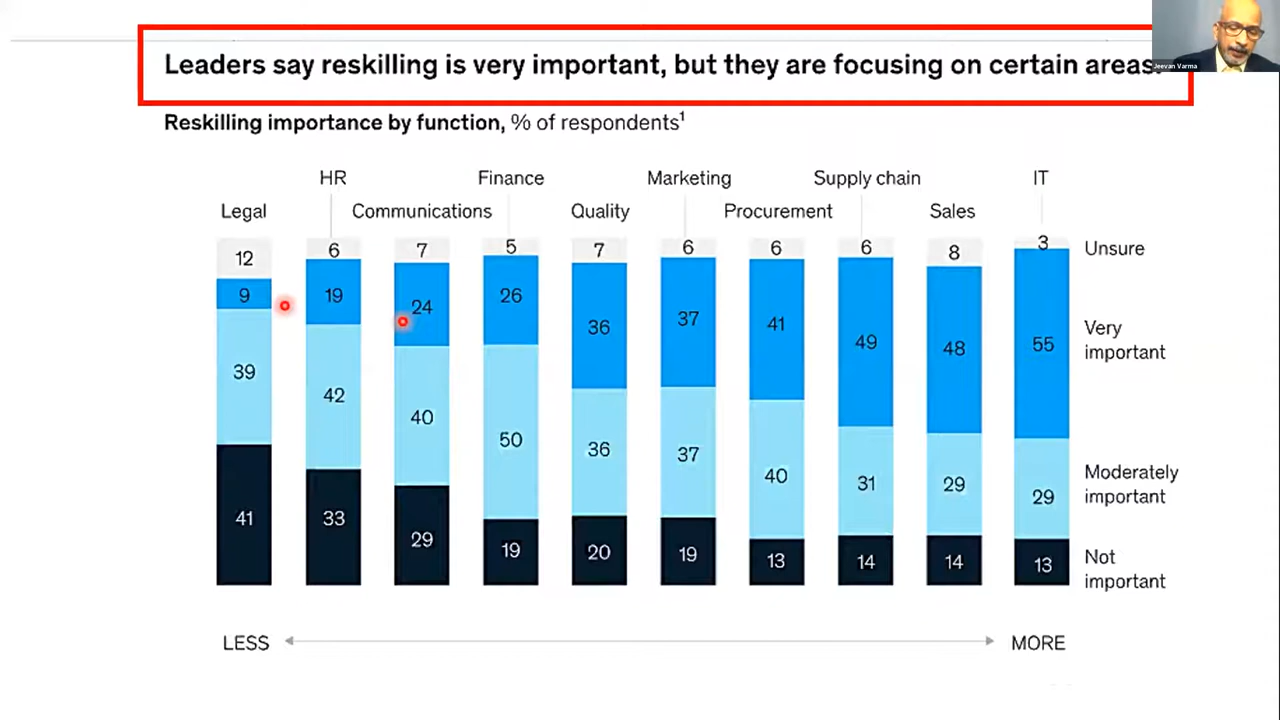 Leaders say reskilling is very important, but they are focusing on certain areas.
Jeevan Varma
Reskilling importance by function, % of respondents¹
HR Finance Marketing Supply chain IT
Legal Communications Quality Procurement Sales
12 6 7 5 7 6 6 6 8 3 Unsure
9 19 24 26 36 37 41 49 48 55 Very
important
39 42 40 50 36 37 40 31 29 29 Moderately
important
41 33 29 19 20 19 13 14 14 13 Not
important
LESS MORE